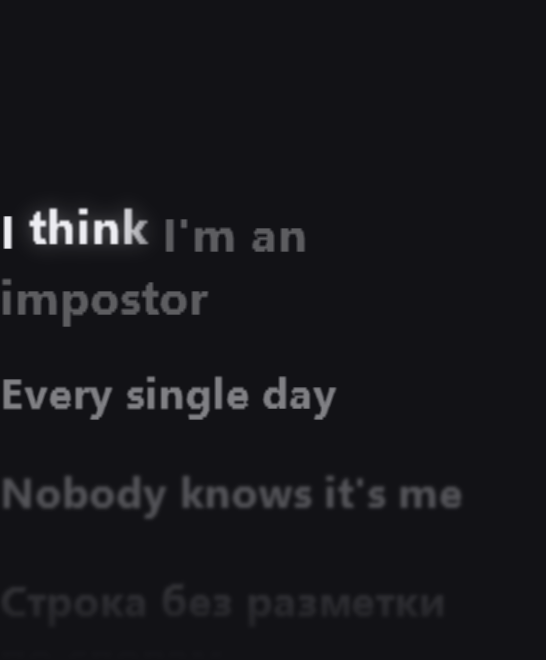 I think I'm an
impostor
Every single day
Nobody knows it's me
Строка без разметки